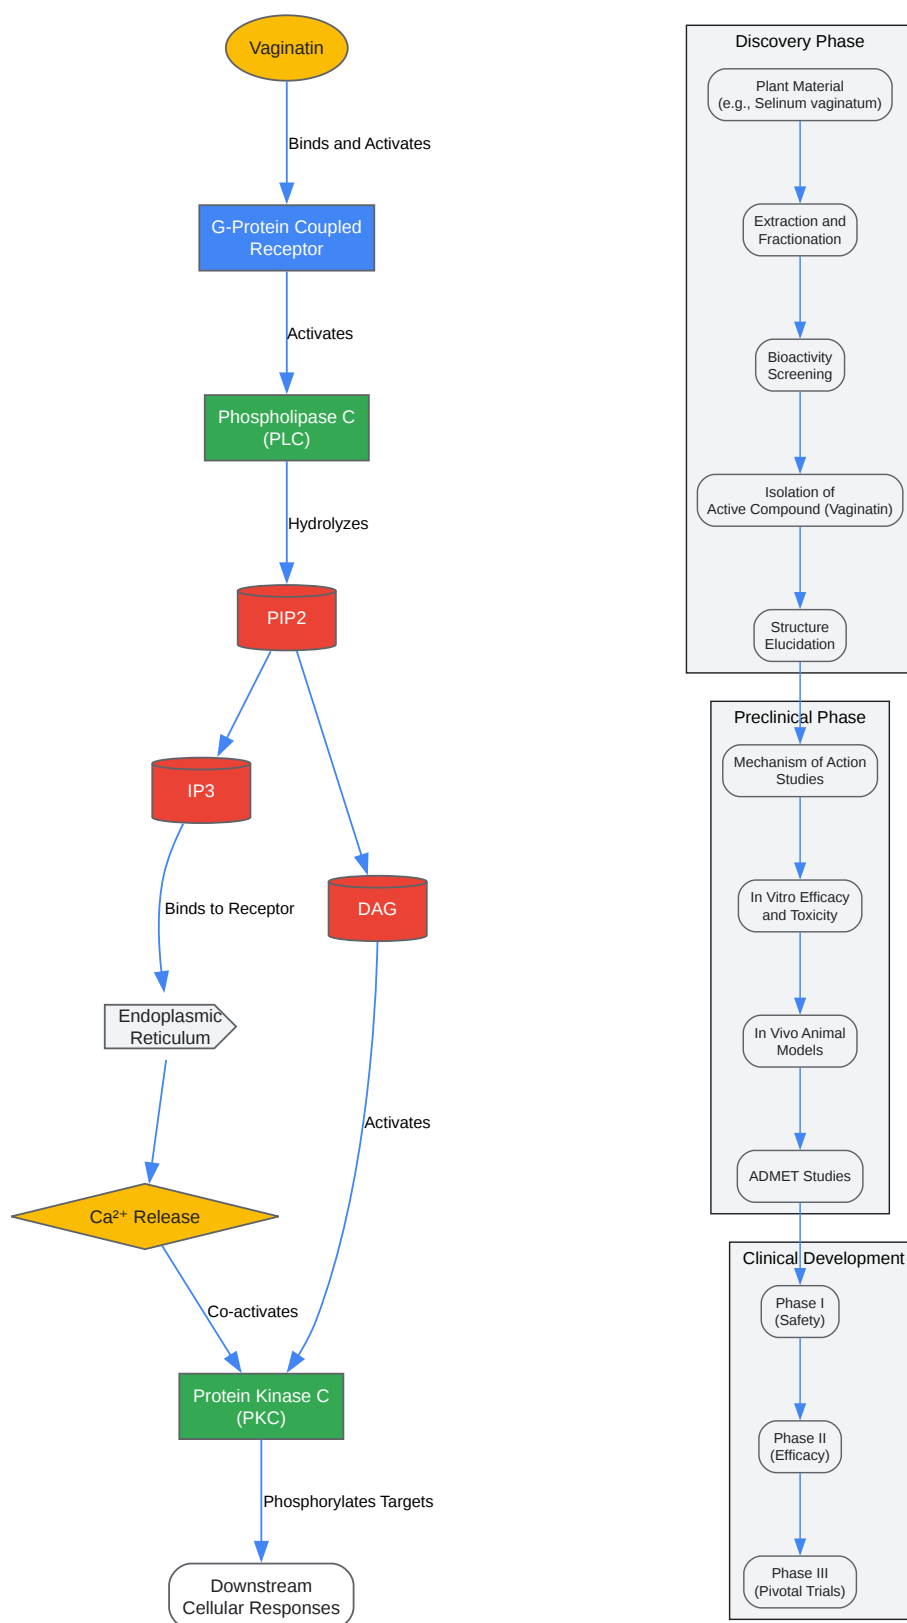 Vaginatin
Binds and Activates
G-Protein Coupled
Receptor
Activates
Phospholipase C
(PLC)
Hydrolyzes
PIP2
IP3
DAG
Binds to Receptor
Endoplasmic
Reticulum
Activates
Ca²⁺ Release
Co-activates
Protein Kinase C
(PKC)
Phosphorylates Targets
Downstream
Cellular Responses
Discovery Phase
Plant Material
(e.g., Selinum vaginatum)
Extraction and
Fractionation
Bioactivity
Screening
Isolation of
Active Compound (Vaginatin)
Structure
Elucidation
Preclinical Phase
Mechanism of Action
Studies
In Vitro Efficacy
and Toxicity
In Vivo Animal
Models
ADMET Studies
Clinical Development
Phase I
(Safety)
Phase II
(Efficacy)
Phase III
(Pivotal Trials)